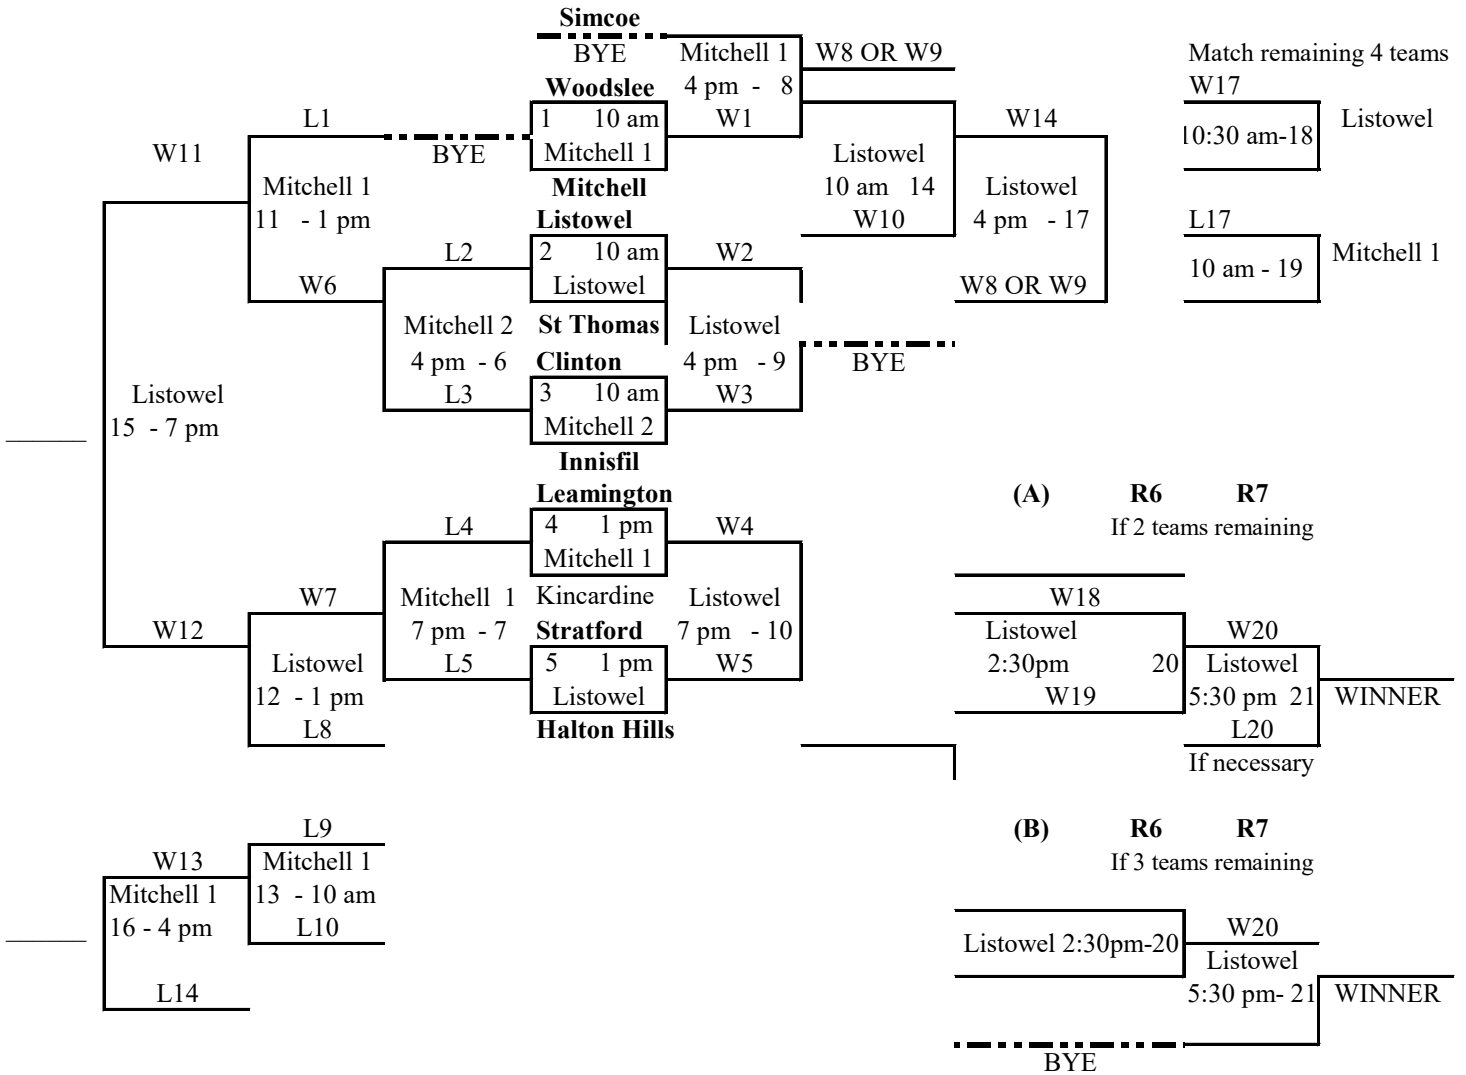 Simcoe
BYE
Mitchell 1
W8 OR W9
Match remaining 4 teams
4 pm - 8
W17
Woodslee
L1
1 10 am
W1
W14
Listowel
10:30 am-18
W11
BYE
Mitchell 1
Listowel
Mitchell 1
Mitchell
10 am 14
Listowel
11 - 1 pm
Listowel
W10
4 pm - 17
L17
L2
2 10 am
W2
Mitchell 1
10 am - 19
W6
Listowel
W8 OR W9
Mitchell 2
St Thomas
Listowel
4 pm - 6
Clinton
4 pm - 9
BYE
Listowel
L3
3 10 am
W3
15 - 7 pm
Mitchell 2
______
Innisfil
Leamington
(A) R6 R7
L4
4 1 pm
W4
If 2 teams remaining
Mitchell 1
W7
Mitchell 1
Kincardine
Listowel
W18
W12
7 pm - 7
Stratford
7 pm - 10
Listowel
W20
Listowel
L5
5 1 pm
W5
2:30pm 20
Listowel
12 - 1 pm
Listowel
W19
5:30 pm 21
WINNER
L8
Halton Hills
L20
If necessary
L9
(B) R6 R7
W13
Mitchell 1
If 3 teams remaining
Mitchell 1
13 - 10 am
16 - 4 pm
L10
W20
______
Listowel 2:30pm-20
Listowel
L14
5:30 pm- 21
WINNER
BYE